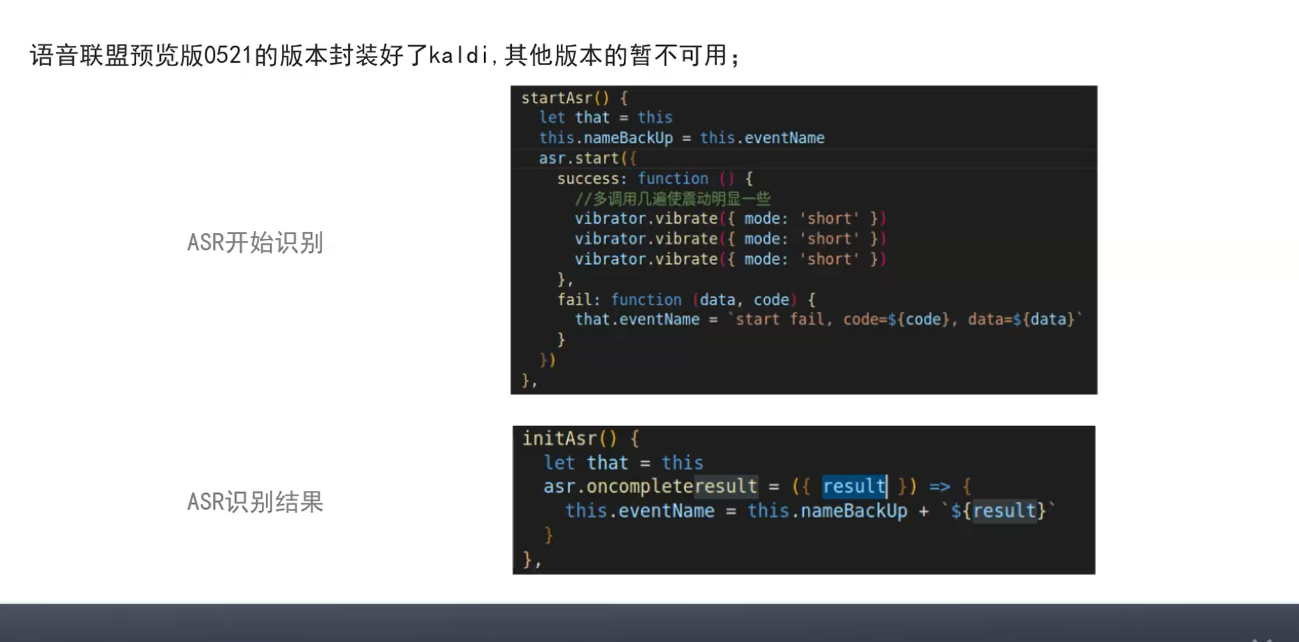 语音联盟预览版0521的版本封装好了kaldi,其他版本的暂不可用；
ASR开始识别
startAsr() {
let that = this
this.nameBackUp = this.eventName
asr.start({
success: function () {
//多调用几遍使震动明显一些
vibrator.vibrate({ mode: 'short' })
vibrator.vibrate({ mode: 'short' })
vibrator.vibrate({ mode: 'short' })
},
fail: function (data, code) {
that.eventName = `start fail, code=${code}, data=${data}`
}
})
},
ASR识别结果
initAsr() {
let that = this
asr.oncompleteresult = ({ result }) => {
this.eventName = this.nameBackUp + `${result}`
}
},